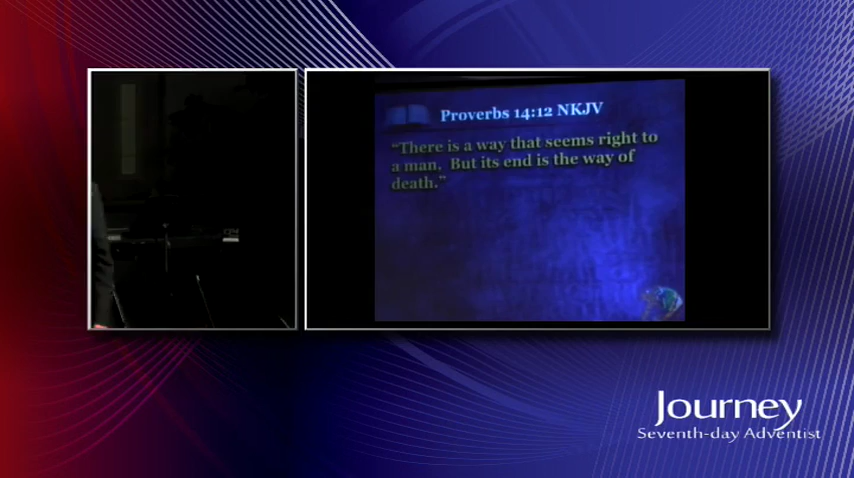 Proverbs 14:12 NKJV
“There is a way that seems right to
a man.  But its end is the way of
death.”
Journey
Seventh-day Adventist